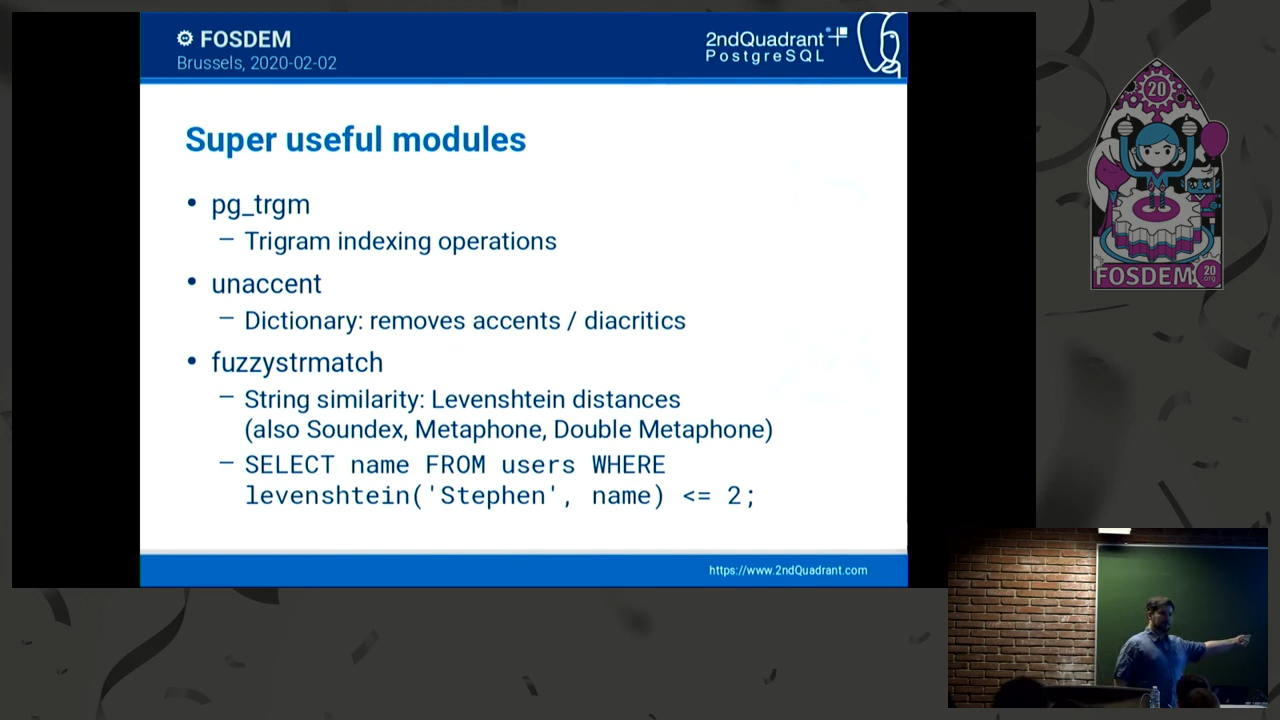 FOSDEM
Brussels, 2020-02-02
2ndQuadrant
PostgreSQL
Super useful modules
• pg_trgm
– Trigram indexing operations
• unaccent
– Dictionary: removes accents / diacritics
• fuzzystrmatch
– String similarity: Levenshtein distances
(also Soundex, Metaphone, Double Metaphone)
– SELECT name FROM users WHERE
levenshtein('Stephen', name) <= 2;
https://www.2ndQuadrant.com
20
FOSDEM
20
.org